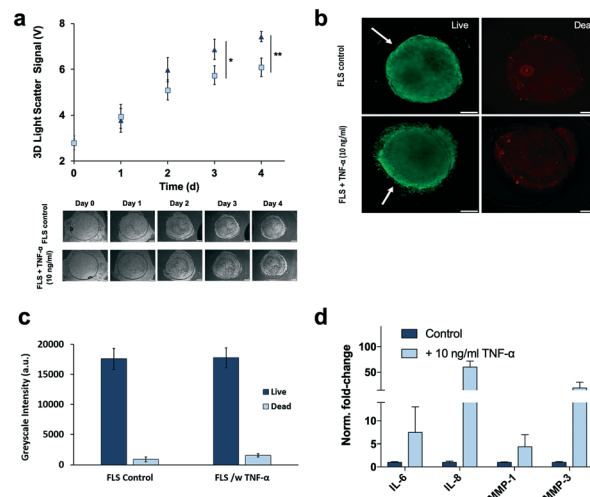 a
3D Light Scatter Signal (V)
8
6
4
2
0
1
2
3
4
*
**
Time (d)
Day 0
Day 1
Day 2
Day 3
Day 4
FLS control
FLS + TNF-α
(10 ng/ml)
b
Live
Dead
FLS
control
FLS + TNF-α (10 ng/ml)
c
Greyscale Intensity (a.u.)
25000
20000
15000
10000
5000
0
Live
Dead
FLS Control
FLS /w TNF-α
d
Norm. fold-change
Control
+ 10 ng/ml TNF-α
100
50
10
5
0
IL-6
IL-8
MMP-1
MMP-3